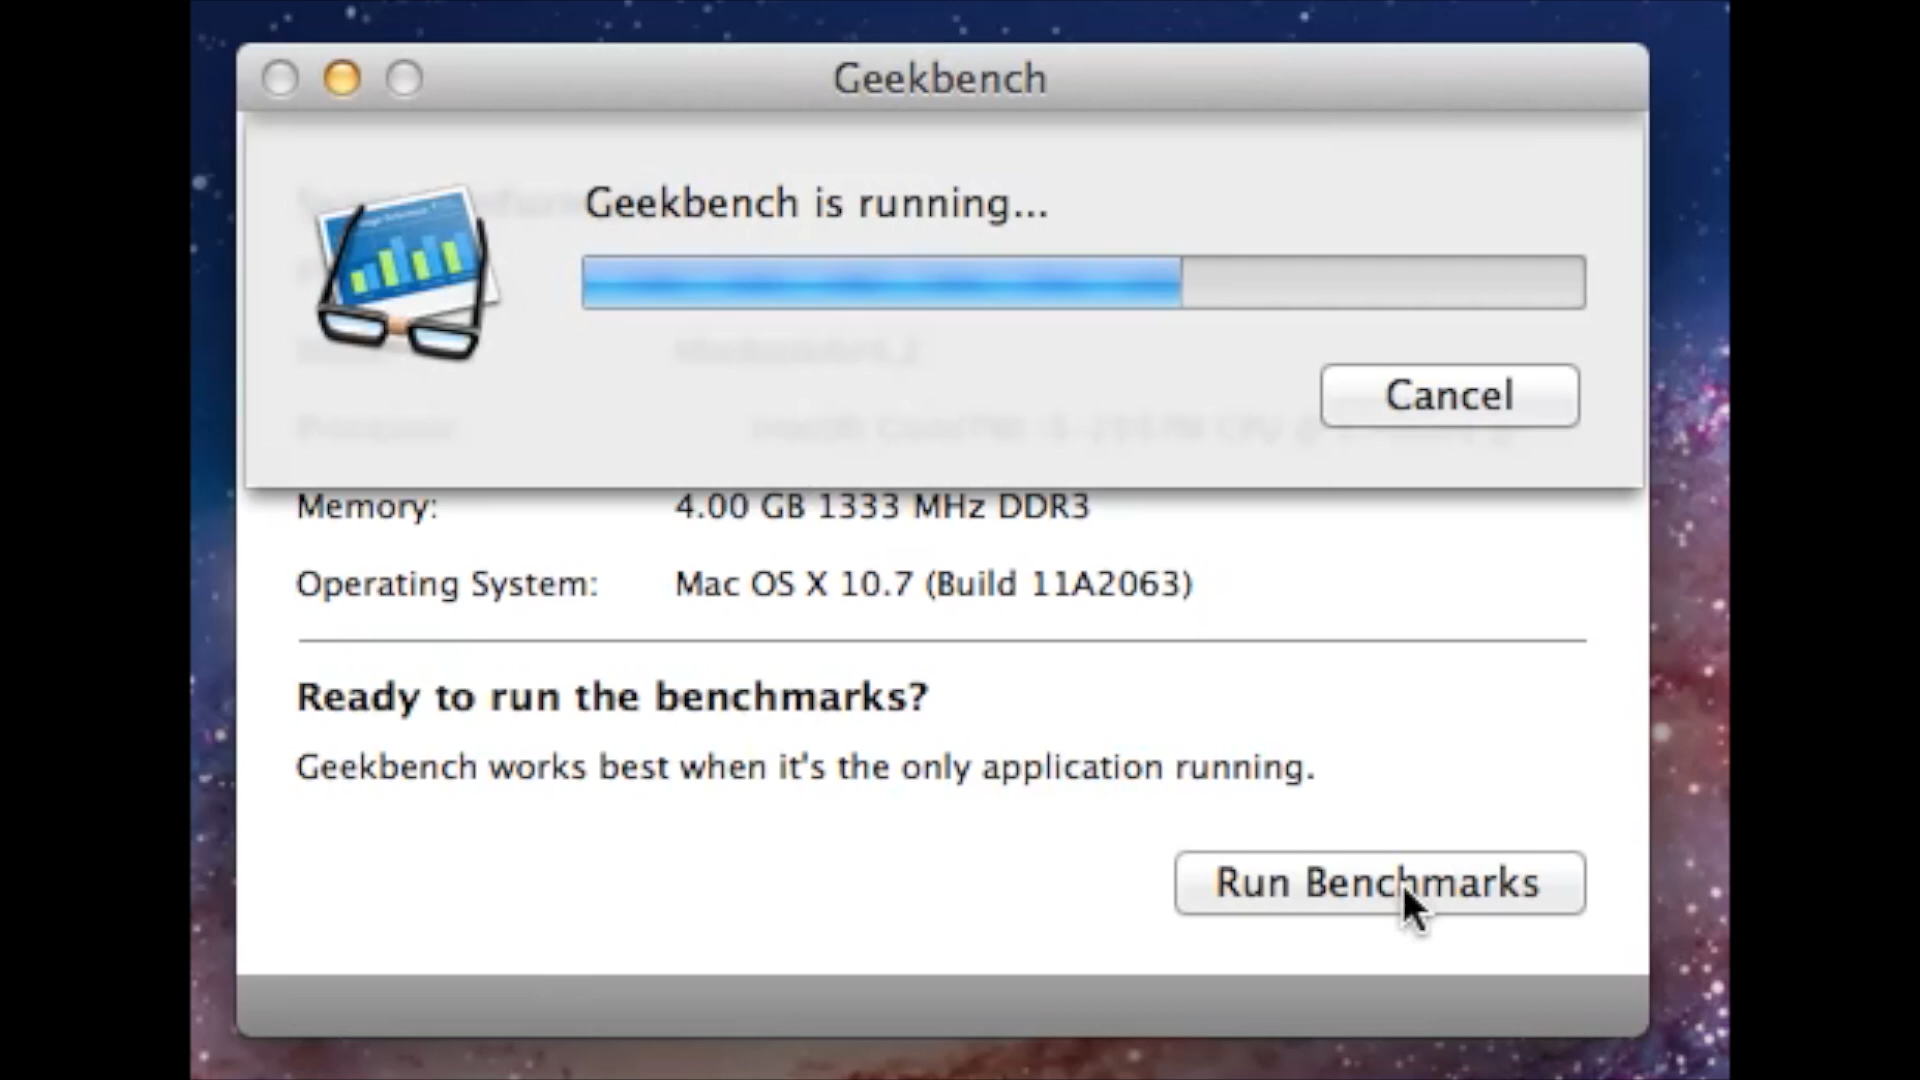 Geekbench
Geekbench is running...
Cancel
Memory: 4.00 GB 1333 MHz DDR3
Operating System: Mac OS X 10.7 (Build 11A2063)
Ready to run the benchmarks?
Geekbench works best when it's the only application running.
Run Benchmarks